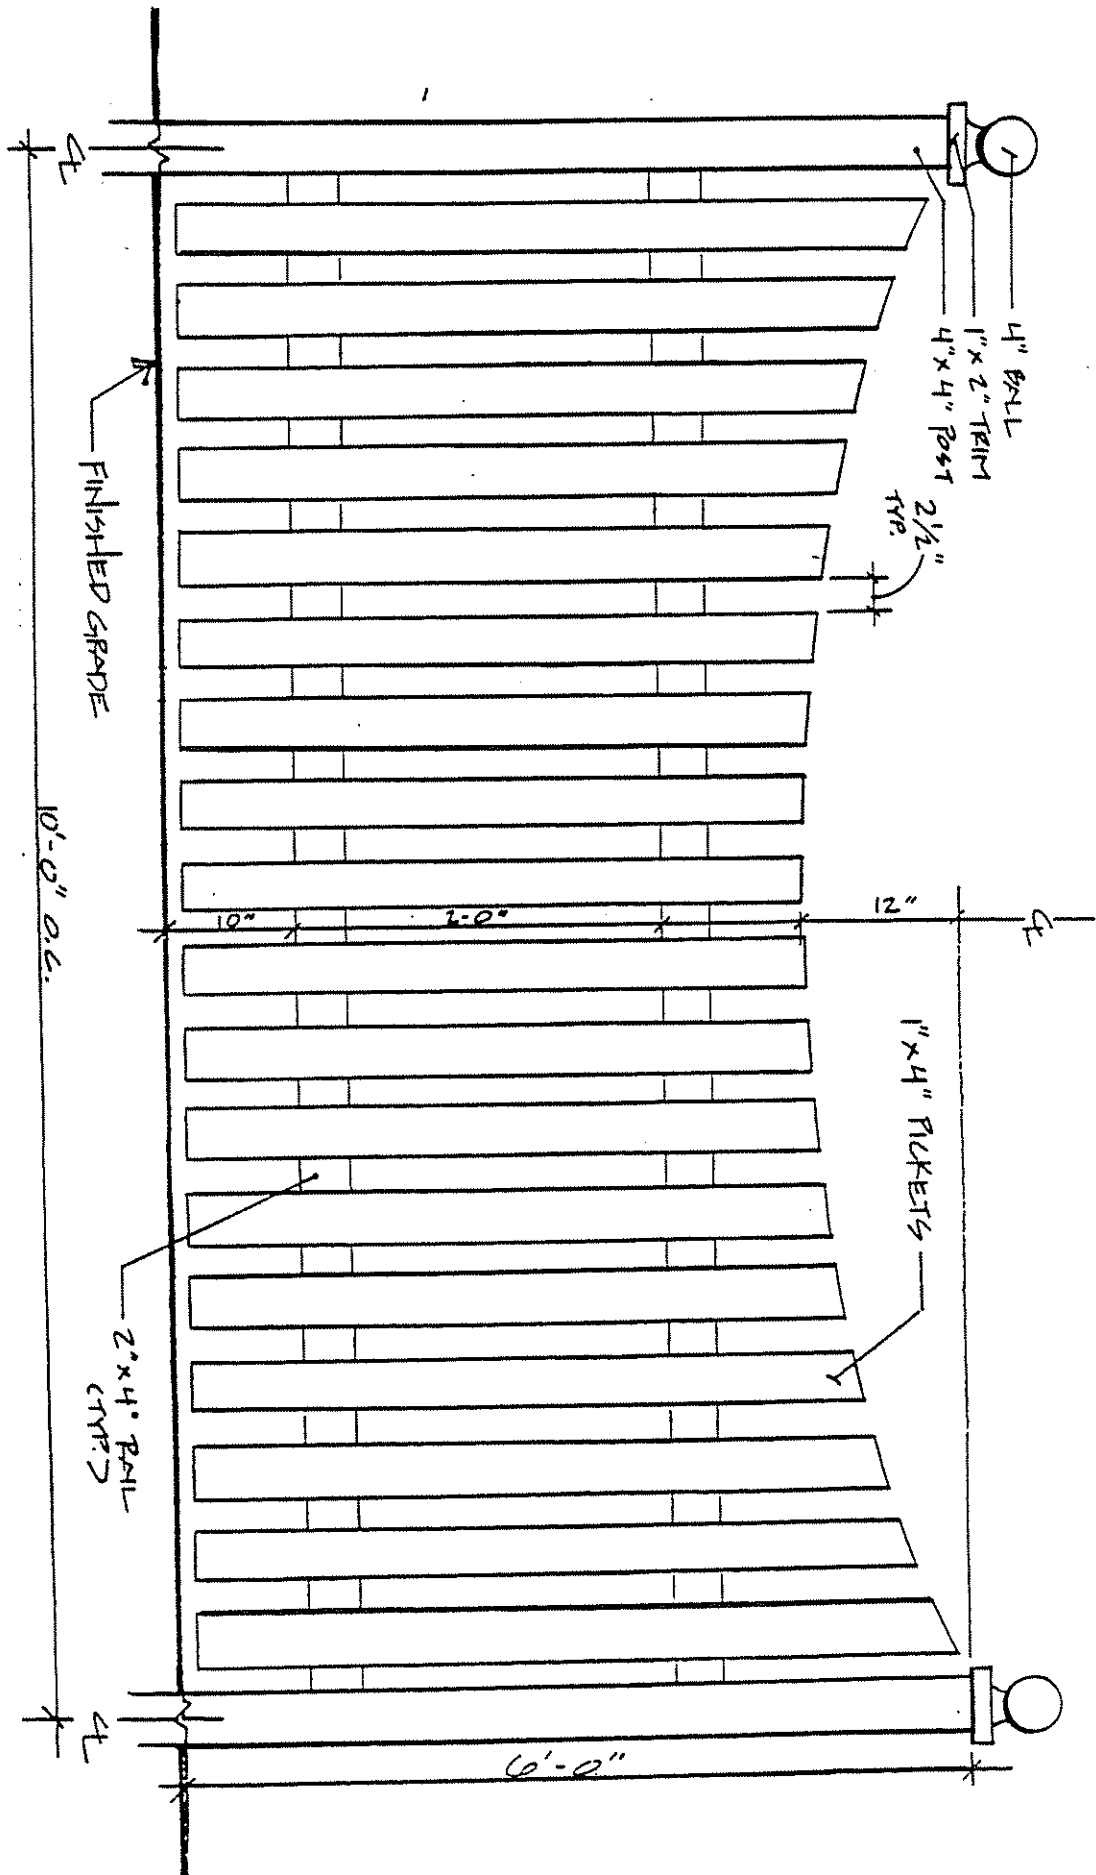 4" BALL
1" x 2" TRIM
4" x 4" POST
2 1/2"
TYP.
12"
1" x 4" PICKETS
10"
2-0"
6'-0"
FINISHED GRADE
2" x 4" RAIL
(TYP.)
10'-0" O.C.